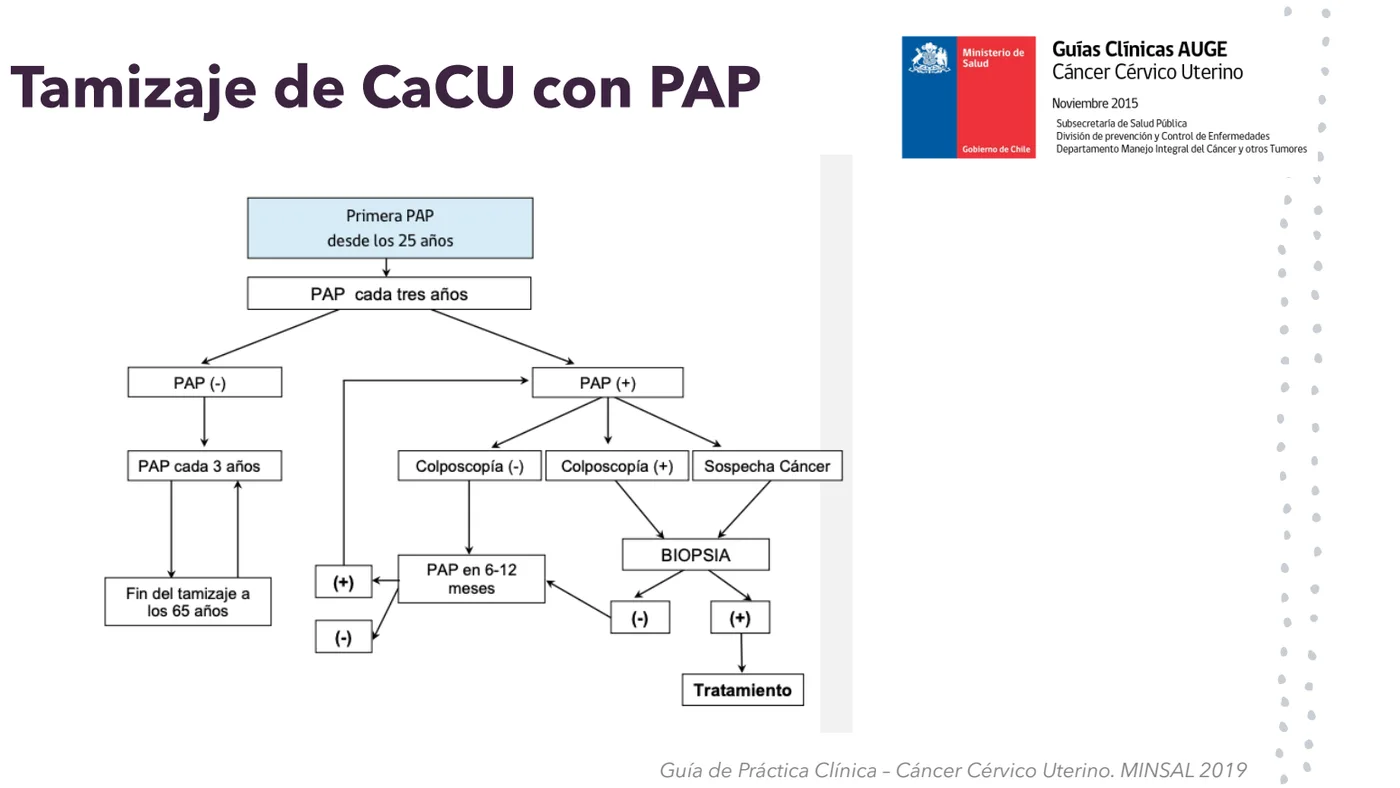 Tamizaje de CaCU con PAP
Ministerio de
Salud
Gobierno de Chile
Guías Clínicas AUGE
Cáncer Cérvico Uterino
Noviembre 2015
Subsecretaría de Salud Pública
División de prevención y Control de Enfermedades
Departamento Manejo Integral del Cáncer y otros Tumores
Primera PAP
desde los 25 años
PAP cada tres años
PAP (-)
PAP (+)
PAP cada 3 años
Colposcopía (-)
Colposcopía (+)
Sospecha Cáncer
BIOPSIA
Fin del tamizaje a
los 65 años
(+)
PAP en 6-12
meses
(-)
(-)
(+)
Tratamiento
Guía de Práctica Clínica – Cáncer Cérvico Uterino. MINSAL 2019